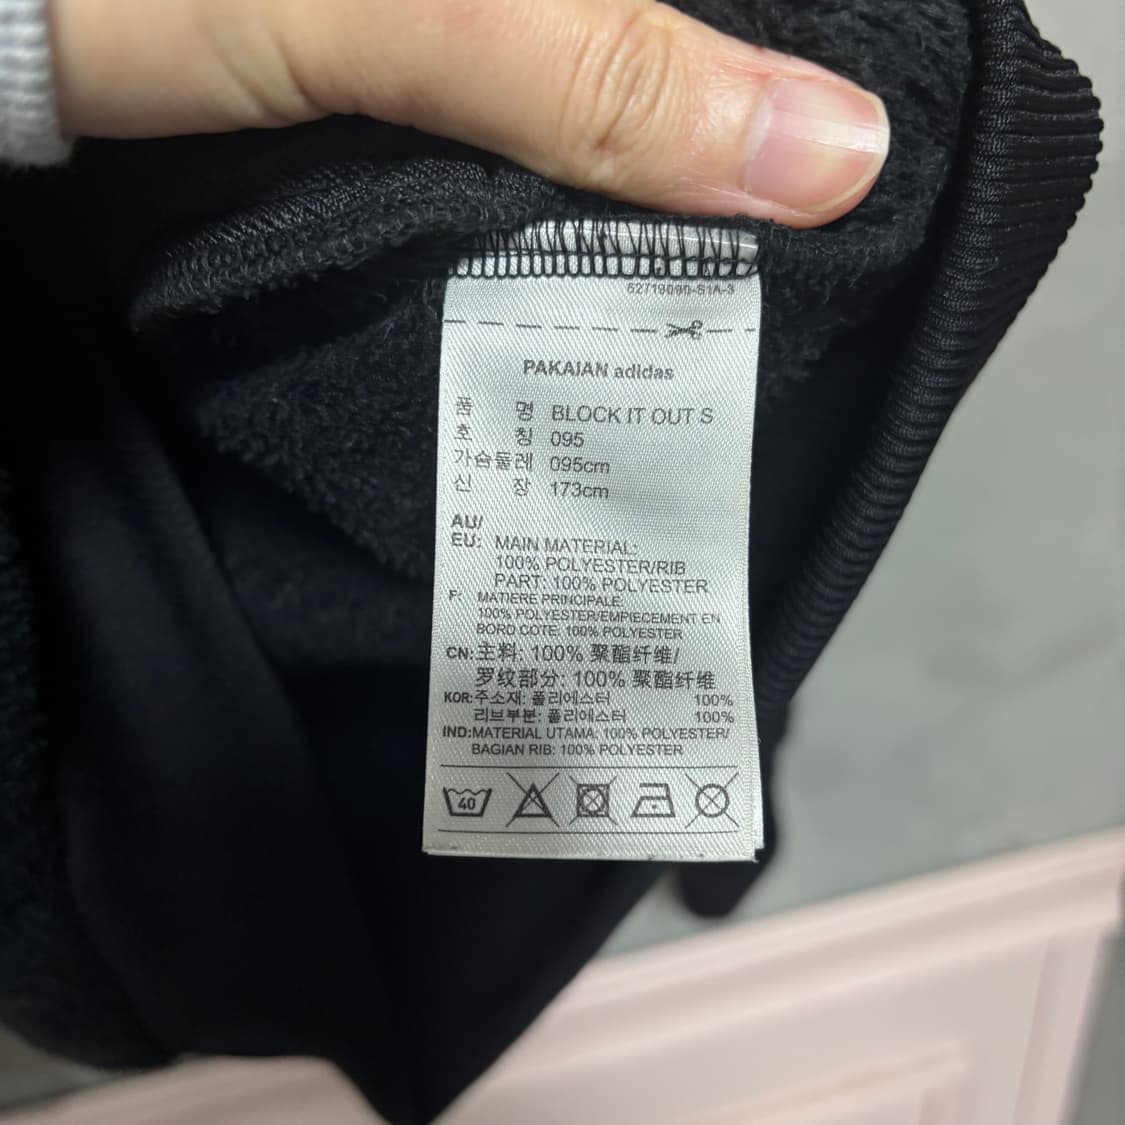 62719090-S1A-3
PAKAIAN adidas
품 명 BLOCK IT OUT S
호 칭 095
가슴둘레 095cm
신 장 173cm
AU/
EU: MAIN MATERIAL:
100% POLYESTER/RIB
PART: 100% POLYESTER
F: MATIERE PRINCIPALE:
100% POLYESTER/EMPIECEMENT EN
BORD COTE: 100% POLYESTER
CN: 主料: 100% 聚酯纤维/
罗纹部分: 100% 聚酯纤维
KOR: 주소재: 폴리에스터 100%
리브부분: 폴리에스터 100%
IND: MATERIAL UTAMA: 100% POLYESTER/
BAGIAN RIB: 100% POLYESTER
40